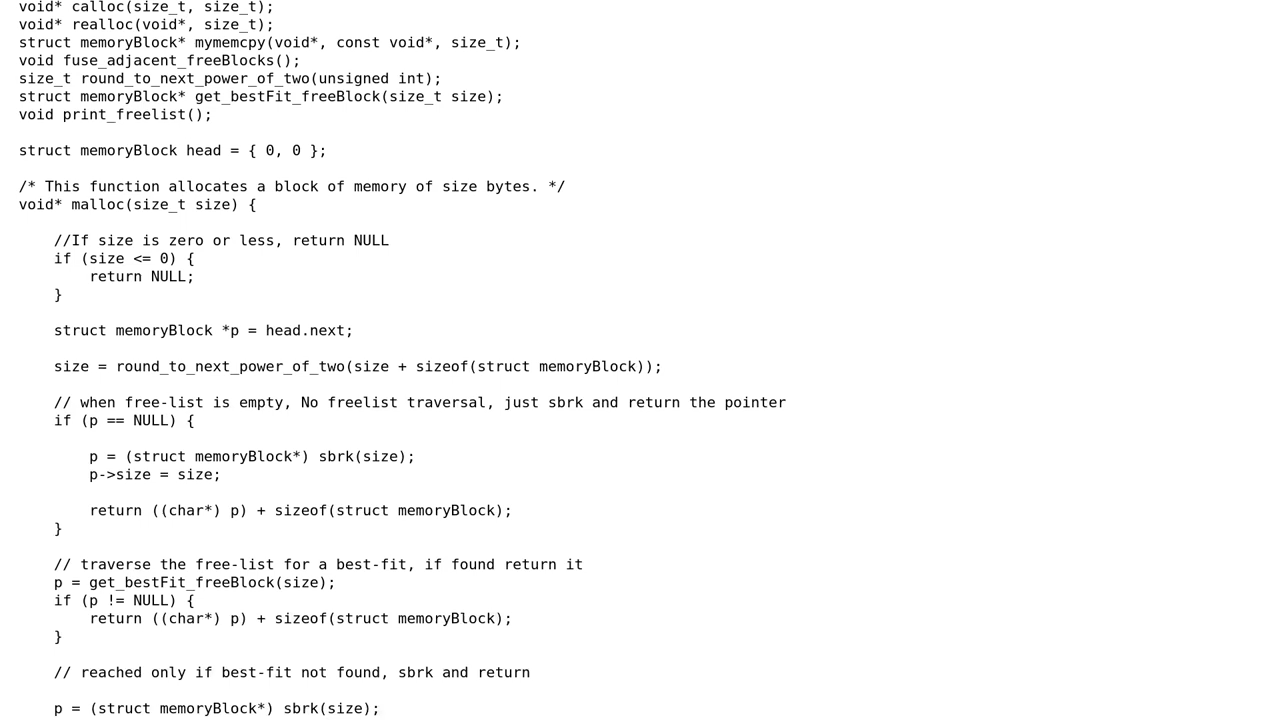 void* calloc(size_t, size_t);
void* realloc(void*, size_t);
struct memoryBlock* mymemcpy(void*, const void*, size_t);
void fuse_adjacent_freeBlocks();
size_t round_to_next_power_of_two(unsigned int);
struct memoryBlock* get_bestFit_freeBlock(size_t size);
void print_freelist();

struct memoryBlock head = { 0, 0 };

/* This function allocates a block of memory of size bytes. */
void* malloc(size_t size) {

    //If size is zero or less, return NULL
    if (size <= 0) {
        return NULL;
    }

    struct memoryBlock *p = head.next;

    size = round_to_next_power_of_two(size + sizeof(struct memoryBlock));

    // when free-list is empty, No freelist traversal, just sbrk and return the pointer
    if (p == NULL) {

        p = (struct memoryBlock*) sbrk(size);
        p->size = size;

        return ((char*) p) + sizeof(struct memoryBlock);
    }

    // traverse the free-list for a best-fit, if found return it
    p = get_bestFit_freeBlock(size);
    if (p != NULL) {
        return ((char*) p) + sizeof(struct memoryBlock);
    }

    // reached only if best-fit not found, sbrk and return

    p = (struct memoryBlock*) sbrk(size);